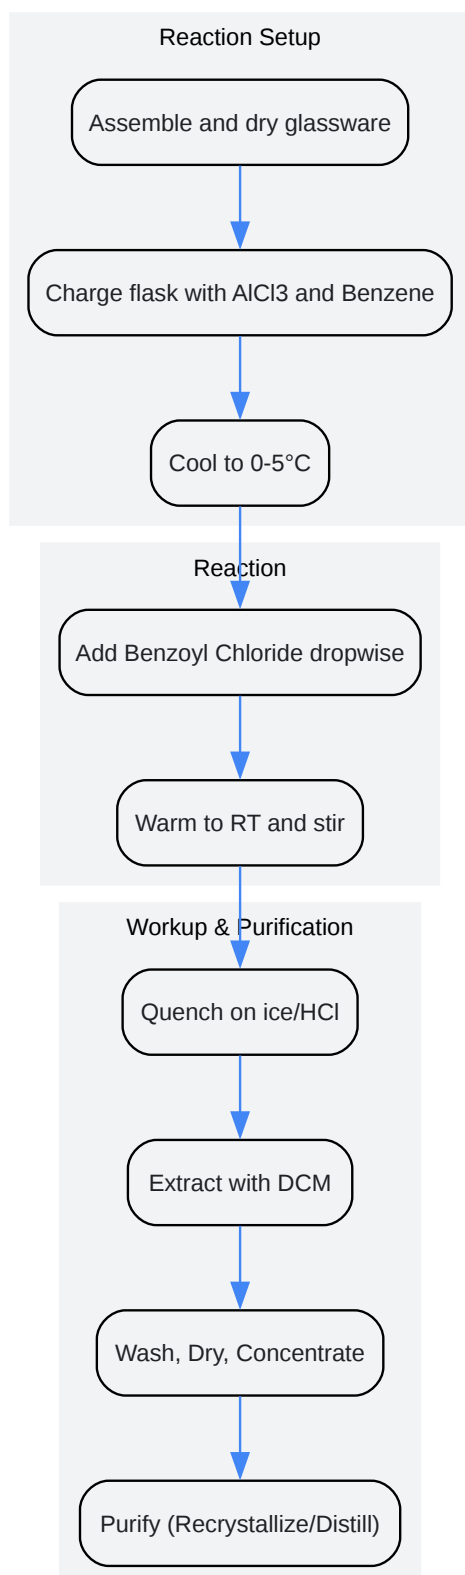 Reaction Setup
Assemble and dry glassware
Charge flask with AlCl3 and Benzene
Cool to 0-5°C
Reaction
Add Benzoyl Chloride dropwise
Warm to RT and stir
Workup & Purification
Quench on ice/HCl
Extract with DCM
Wash, Dry, Concentrate
Purify (Recrystallize/Distill)